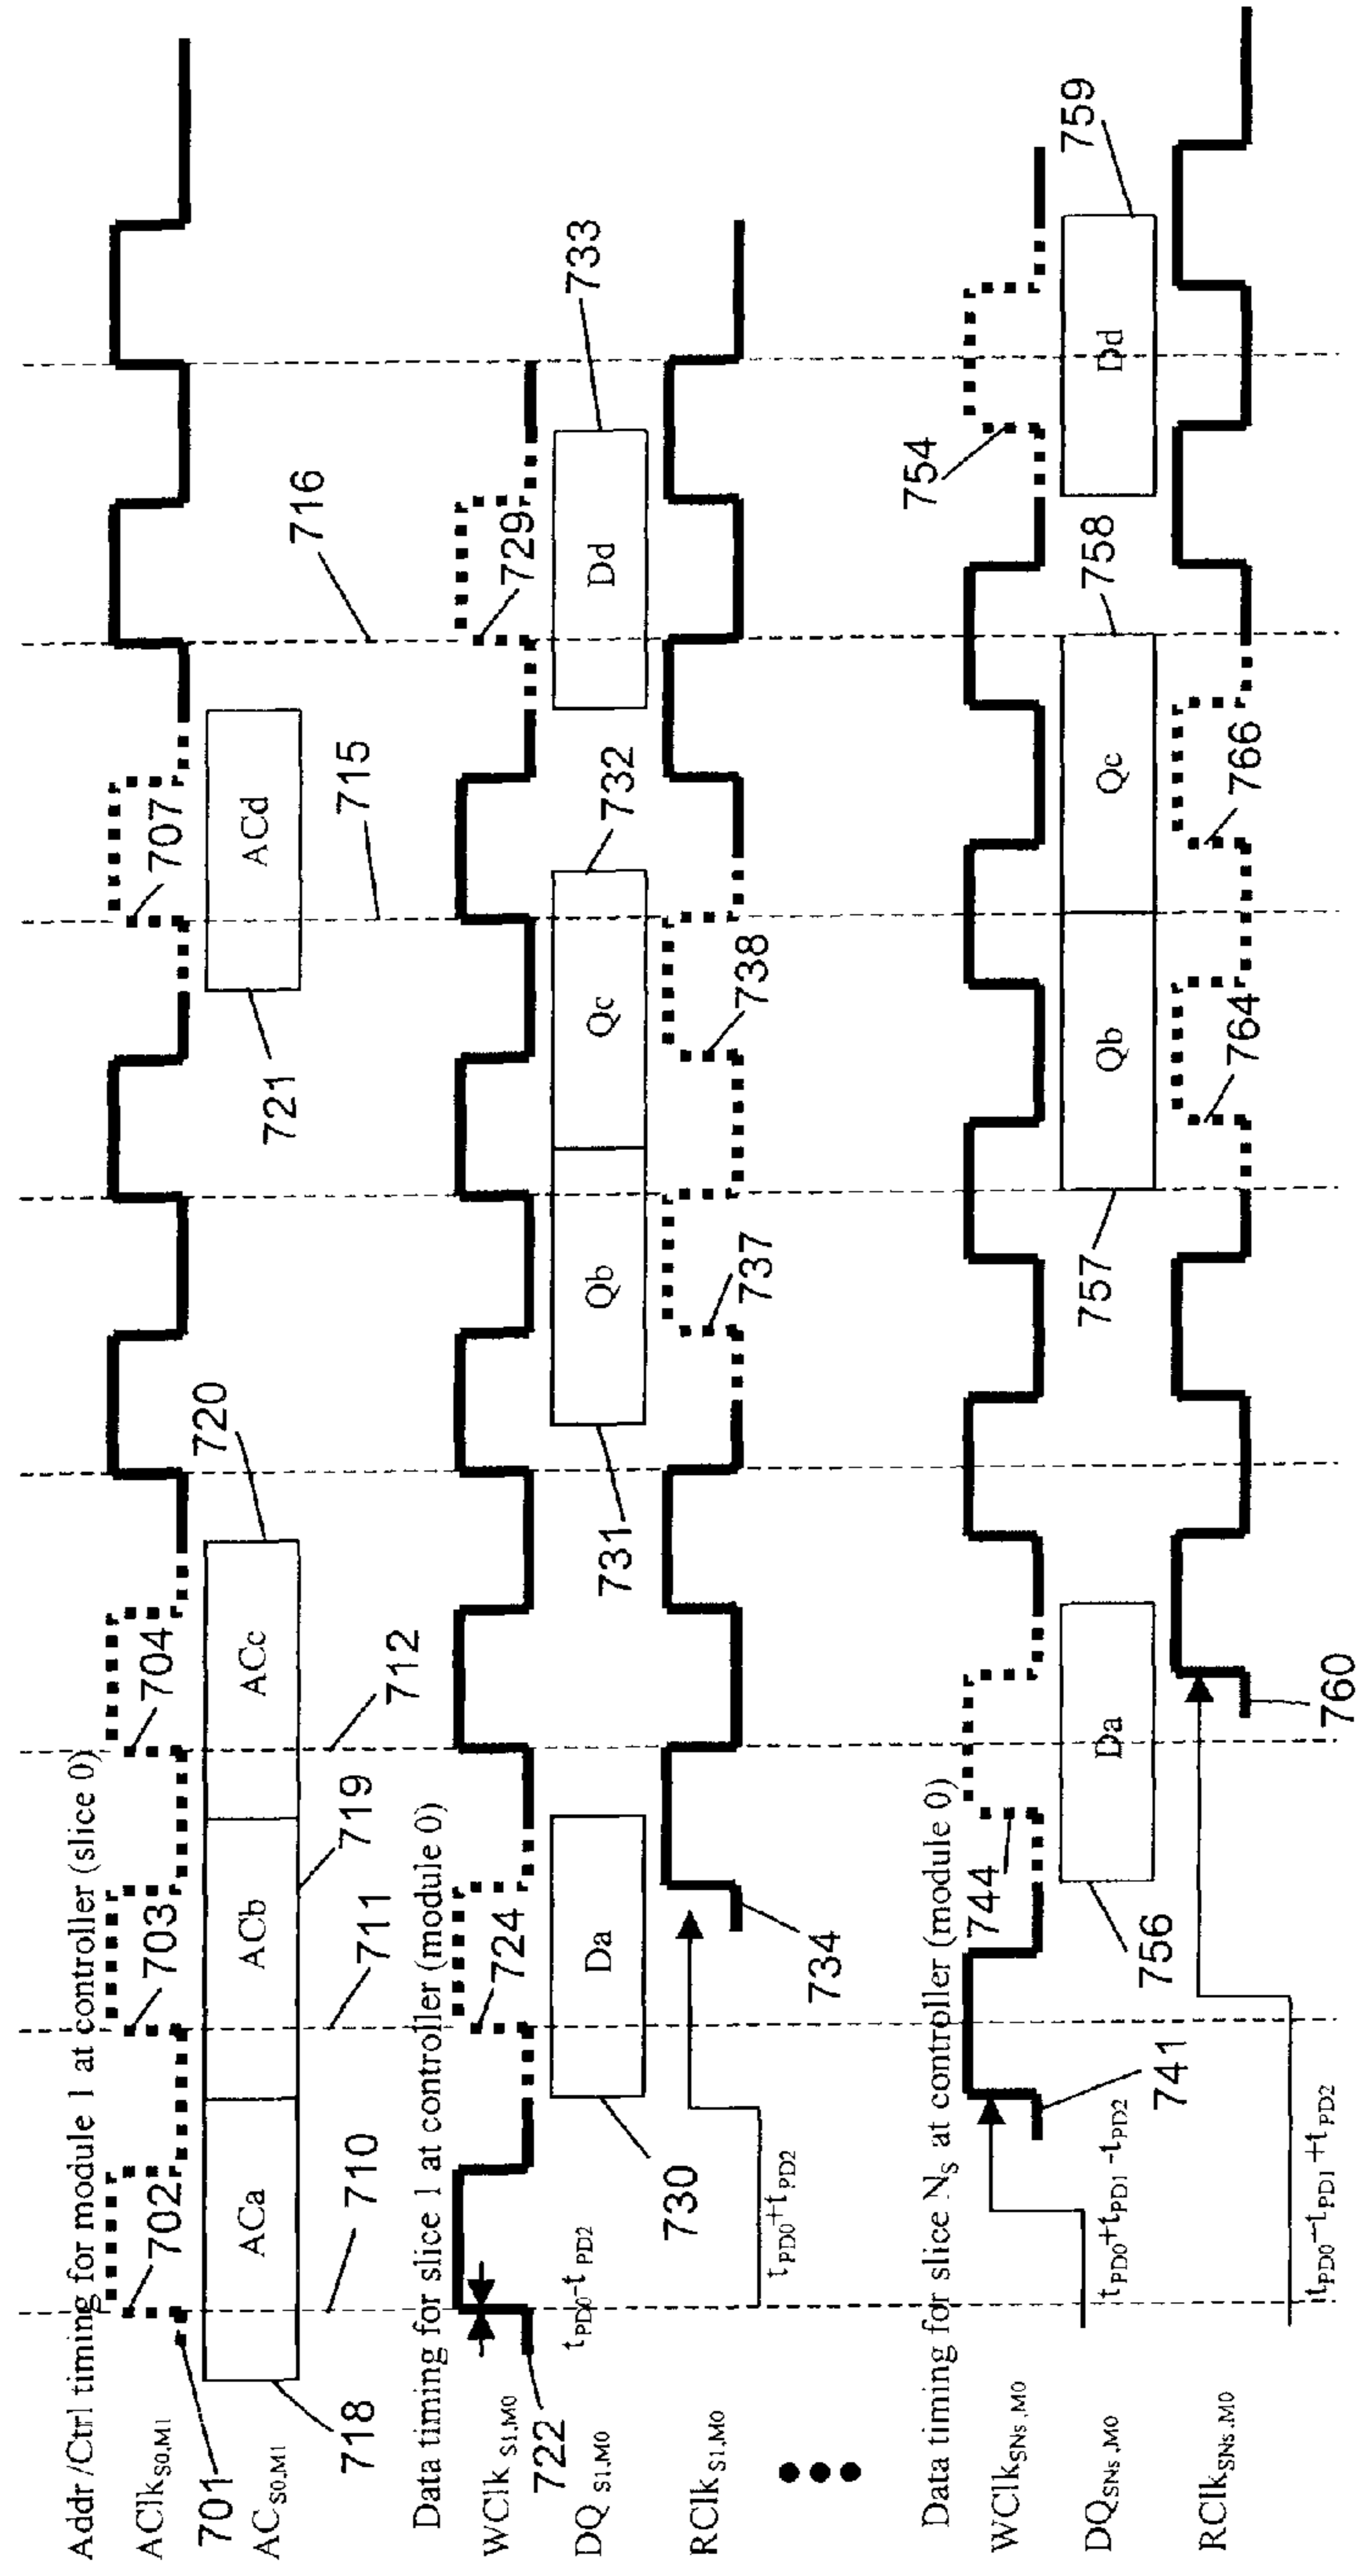 Addr/Ctrl timing for module 1 at controller (slice 0)
AClk S0,M1
702
703
704
707
701
AC S0,M1
ACa
ACb
ACc
ACd
718
719
720
721
710
711
712
715
716
Data timing for slice 1 at controller (module 0)
WClk S1,M0
724
729
722
tPD0-tPD2
DQ S1,M0
Da
Qb
Qc
Dd
730
731
732
733
RClk S1,M0
tPD0+tPD2
734
737
738
Data timing for slice NS at controller (module 0)
WClk SNs,M0
744
754
741
tPD0+tPD1-tPD2
DQ SNs,M0
Da
Qb
Qc
Dd
756
757
758
759
RClk SNs,M0
tPD0-tPD1+tPD2
760
764
766